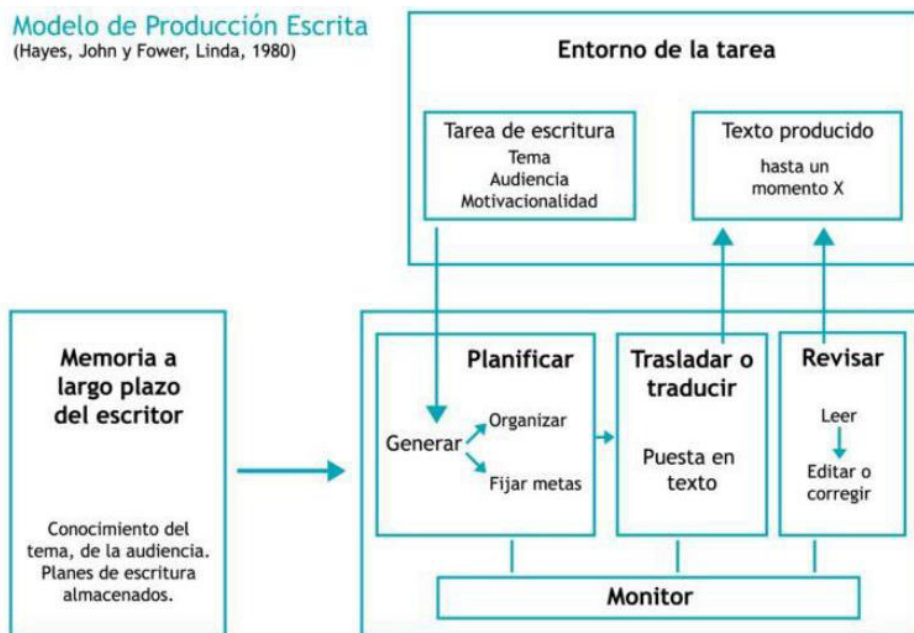 Modelo de Producción Escrita
(Hayes, John y Fower, Linda, 1980)
Entorno de la tarea
Tarea de escritura
Tema
Audiencia
Motivacionalidad
Texto producido
hasta un
momento X
Memoria a
largo plazo
del escritor
Conocimiento del
tema, de la audiencia.
Planes de escritura
almacenados.
Planificar
Generar
Organizar
Fijar metas
Trasladar o
traducir
Puesta en
texto
Revisar
Leer
Editar o
corregir
Monitor